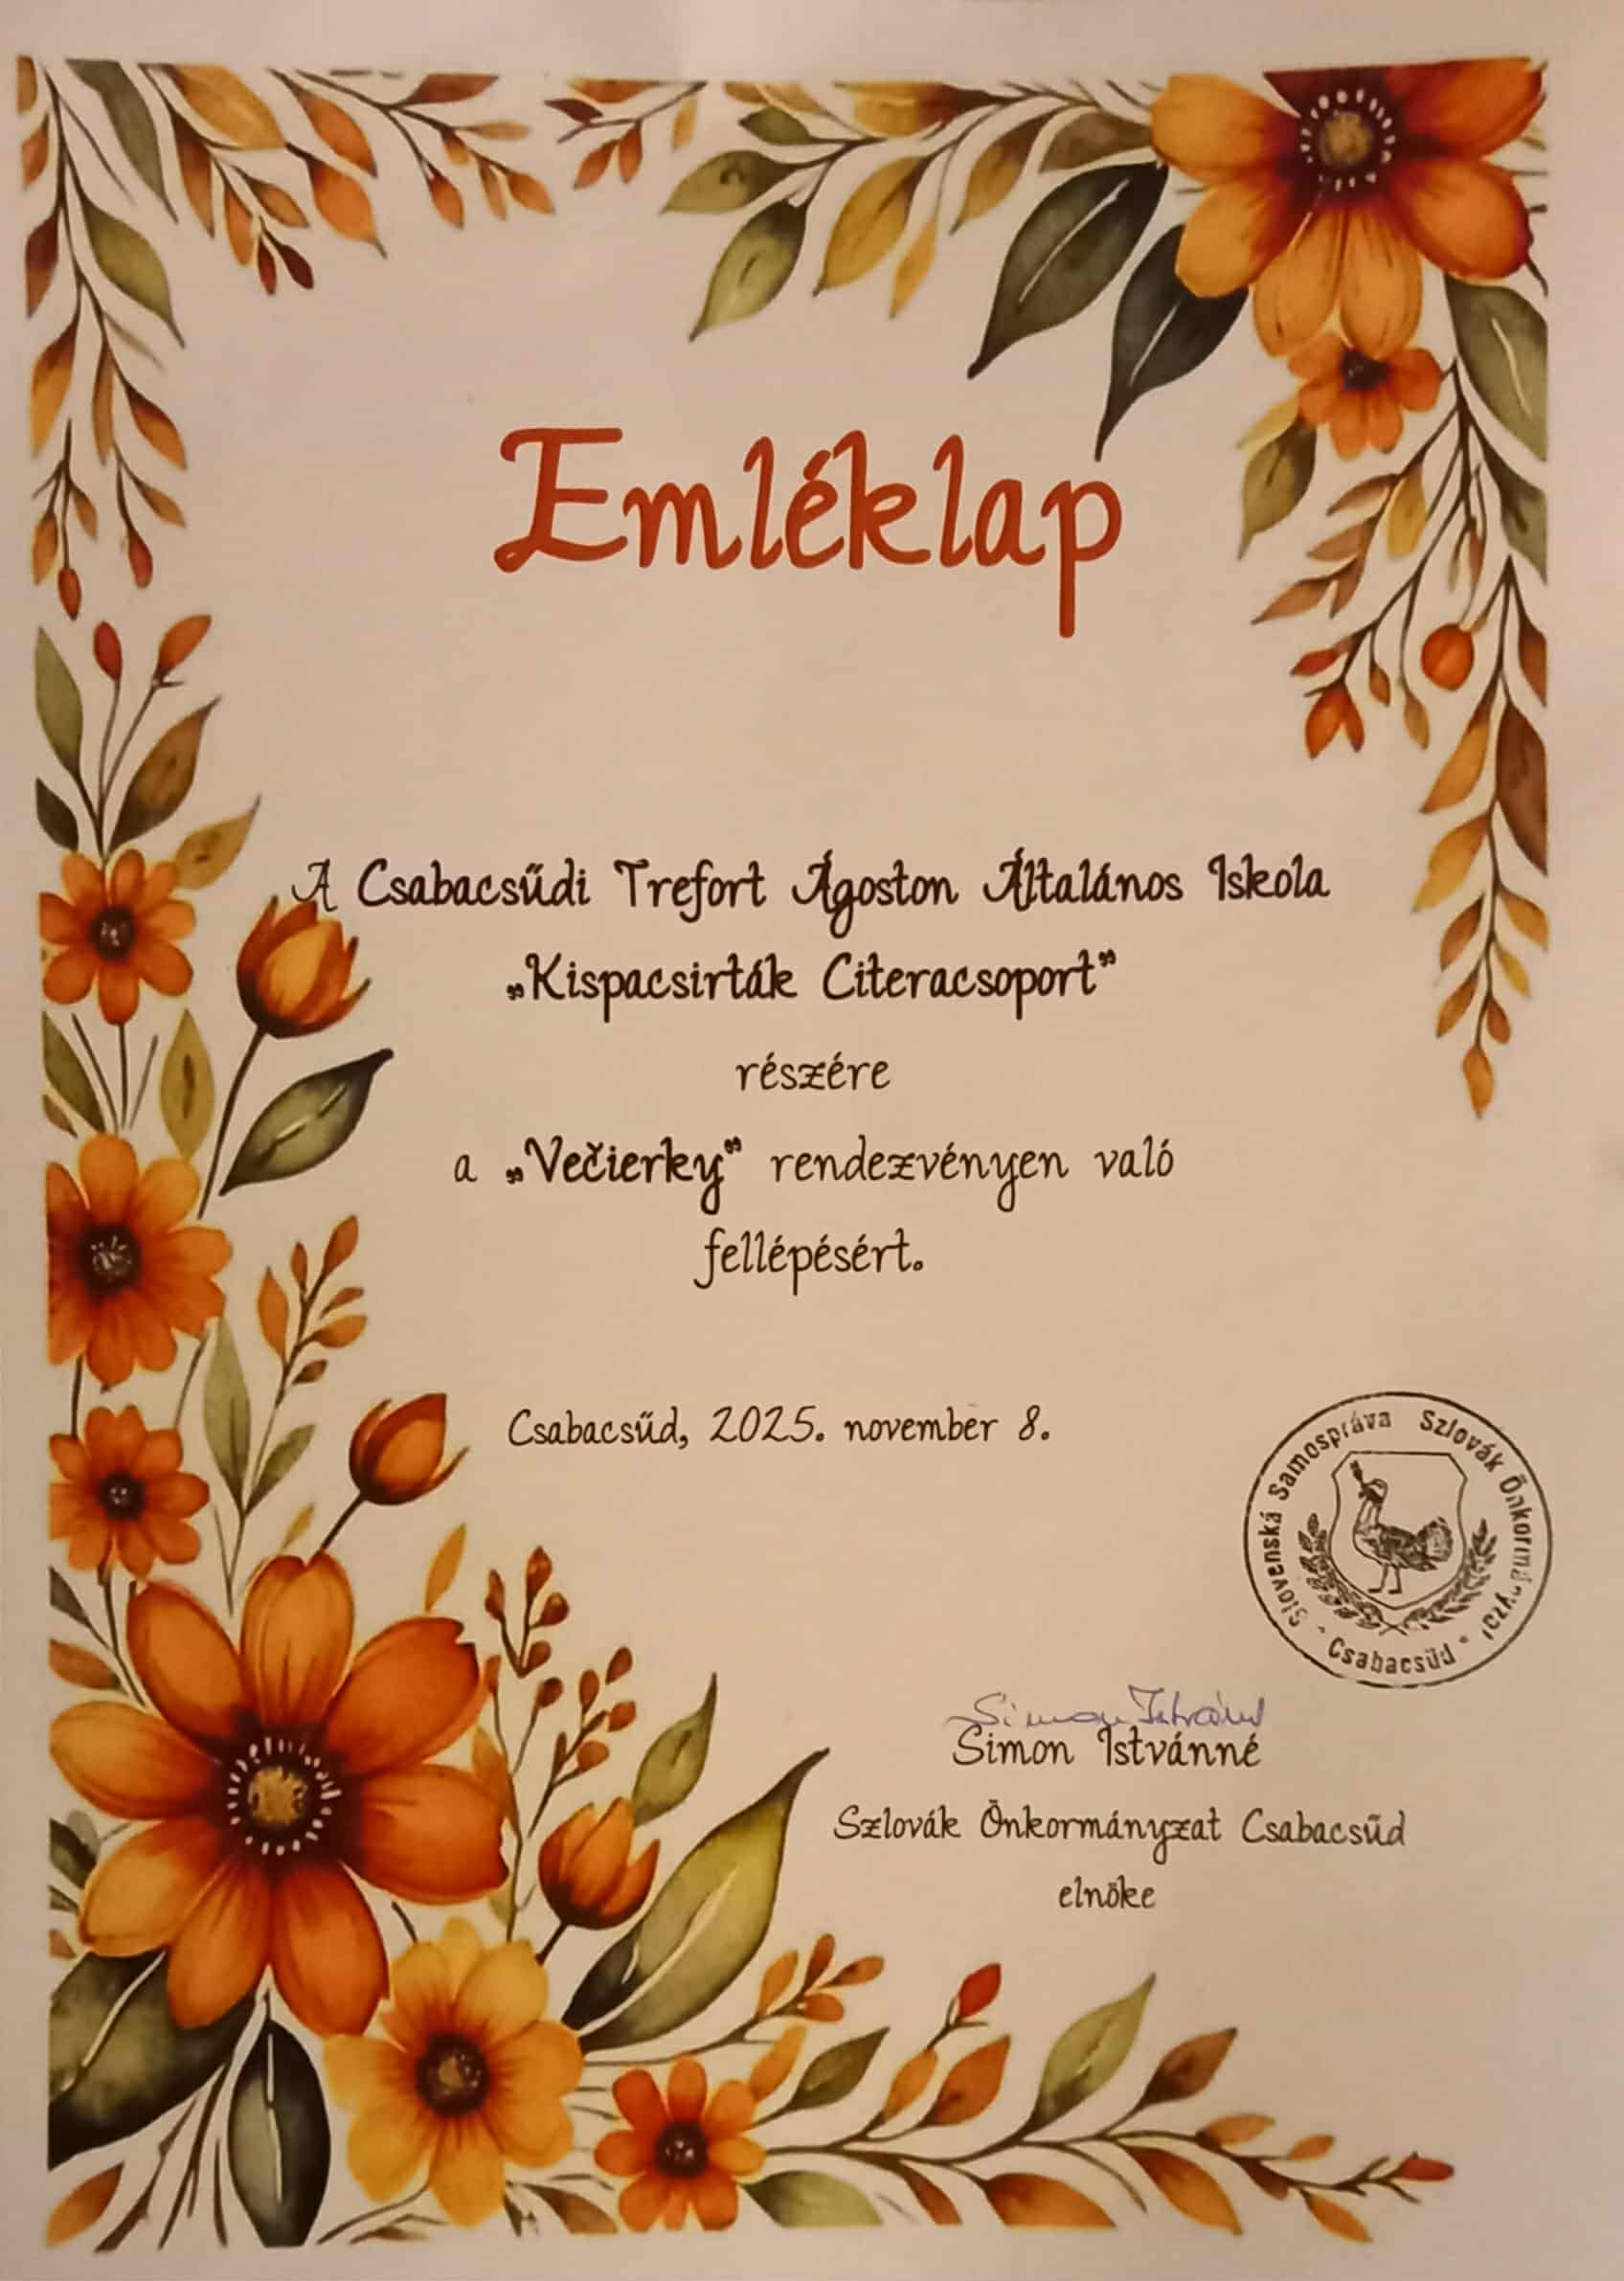 Emléklap
A Csabacsűdi Trefort Ágoston Általános Iskola
„Kispacsirták Citeracsoport”
részére
a „Večierky” rendezvényen való
fellépésért.
Csabacsűd, 2025. november 8.
Slovenská Samospráva Szlovák Önkormányzat
* Csabacsűd *
Simon Istvánné
Simon Istvánné
Szlovák Önkormányzat Csabacsűd
elnöke